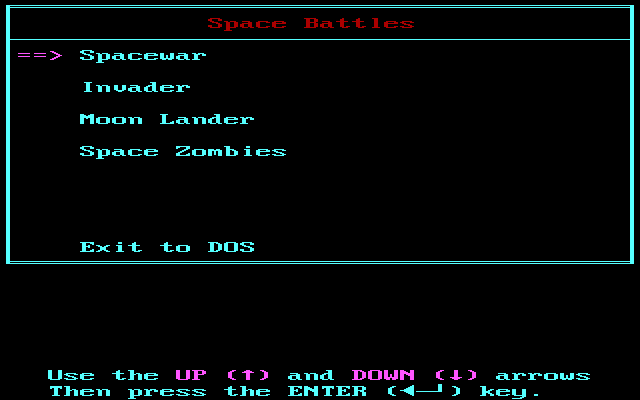 Space Battles
==> Spacewar
Invader
Moon Lander
Space Zombies
Exit to DOS
Use the UP (↑) and DOWN (↓) arrows
Then press the ENTER (◄─┘) key.